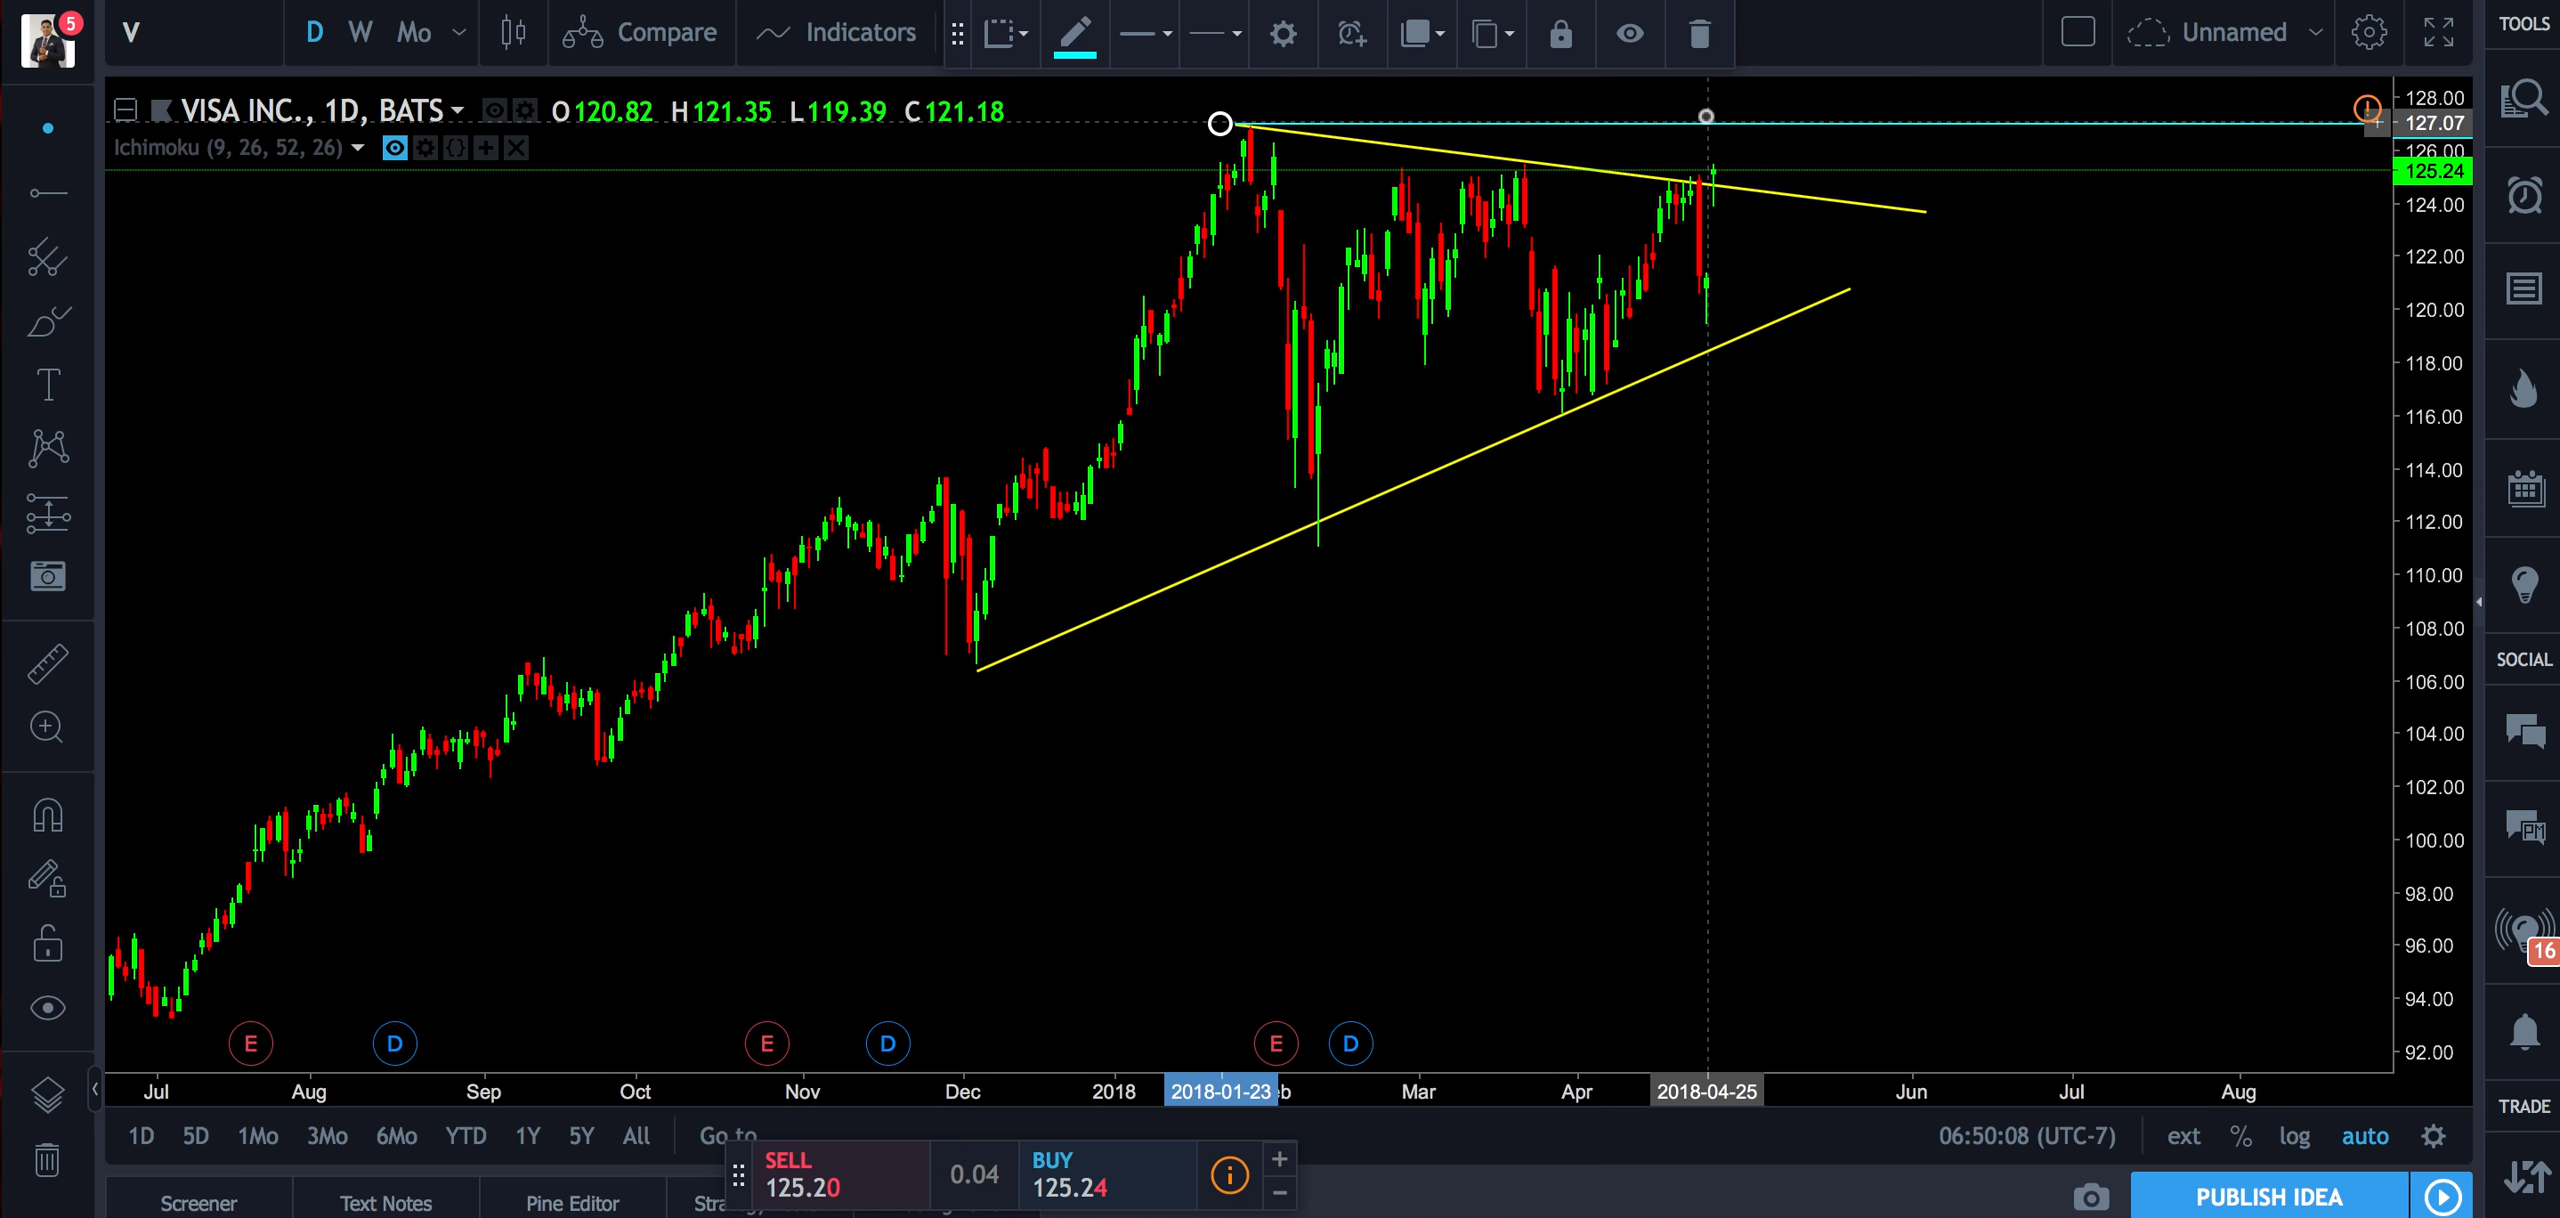 5
V
D W Mo
Compare
Indicators
Unnamed
TOOLS
VISA INC., 1D, BATS O120.82 H121.35 L119.39 C121.18
Ichimoku (9, 26, 52, 26)
128.00
127.07
126.00
125.24
124.00
122.00
120.00
118.00
116.00
114.00
112.00
110.00
108.00
106.00
104.00
102.00
100.00
98.00
96.00
94.00
92.00
SOCIAL
PM
16
TRADE
E D E D E D
Jul Aug Sep Oct Nov Dec 2018 2018-01-23 eb Mar Apr 2018-04-25 Jun Jul Aug
1D 5D 1Mo 3Mo 6Mo YTD 1Y 5Y All Go to
06:50:08 (UTC-7) ext % log auto
SELL
125.20
0.04
BUY
125.24
+
−
Screener Text Notes Pine Editor
PUBLISH IDEA